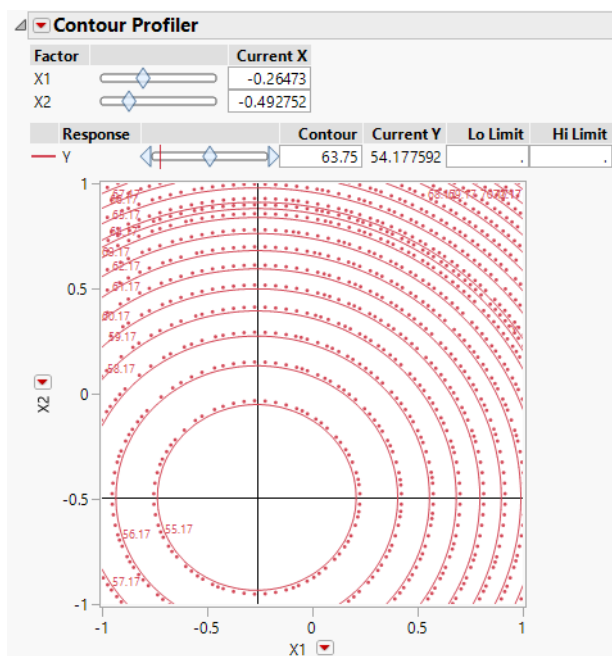 Contour Profiler
Factor Current X
X1 -0.26473
X2 -0.492752
Response Contour Current Y Lo Limit Hi Limit
Y 63.75 54.177592 . .
1
0.5
0
-0.5
-1
X2
62.17
61.17
60.17
59.17
58.17
56.17 55.17
57.17
-1 -0.5 0 0.5 1
X1